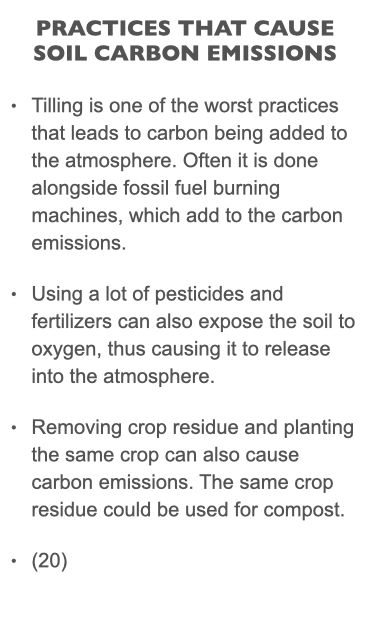 PRACTICES THAT CAUSE
SOIL CARBON EMISSIONS
• Tilling is one of the worst practices
that leads to carbon being added to
the atmosphere. Often it is done
alongside fossil fuel burning
machines, which add to the carbon
emissions.
• Using a lot of pesticides and
fertilizers can also expose the soil to
oxygen, thus causing it to release
into the atmosphere.
• Removing crop residue and planting
the same crop can also cause
carbon emissions. The same crop
residue could be used for compost.
• (20)